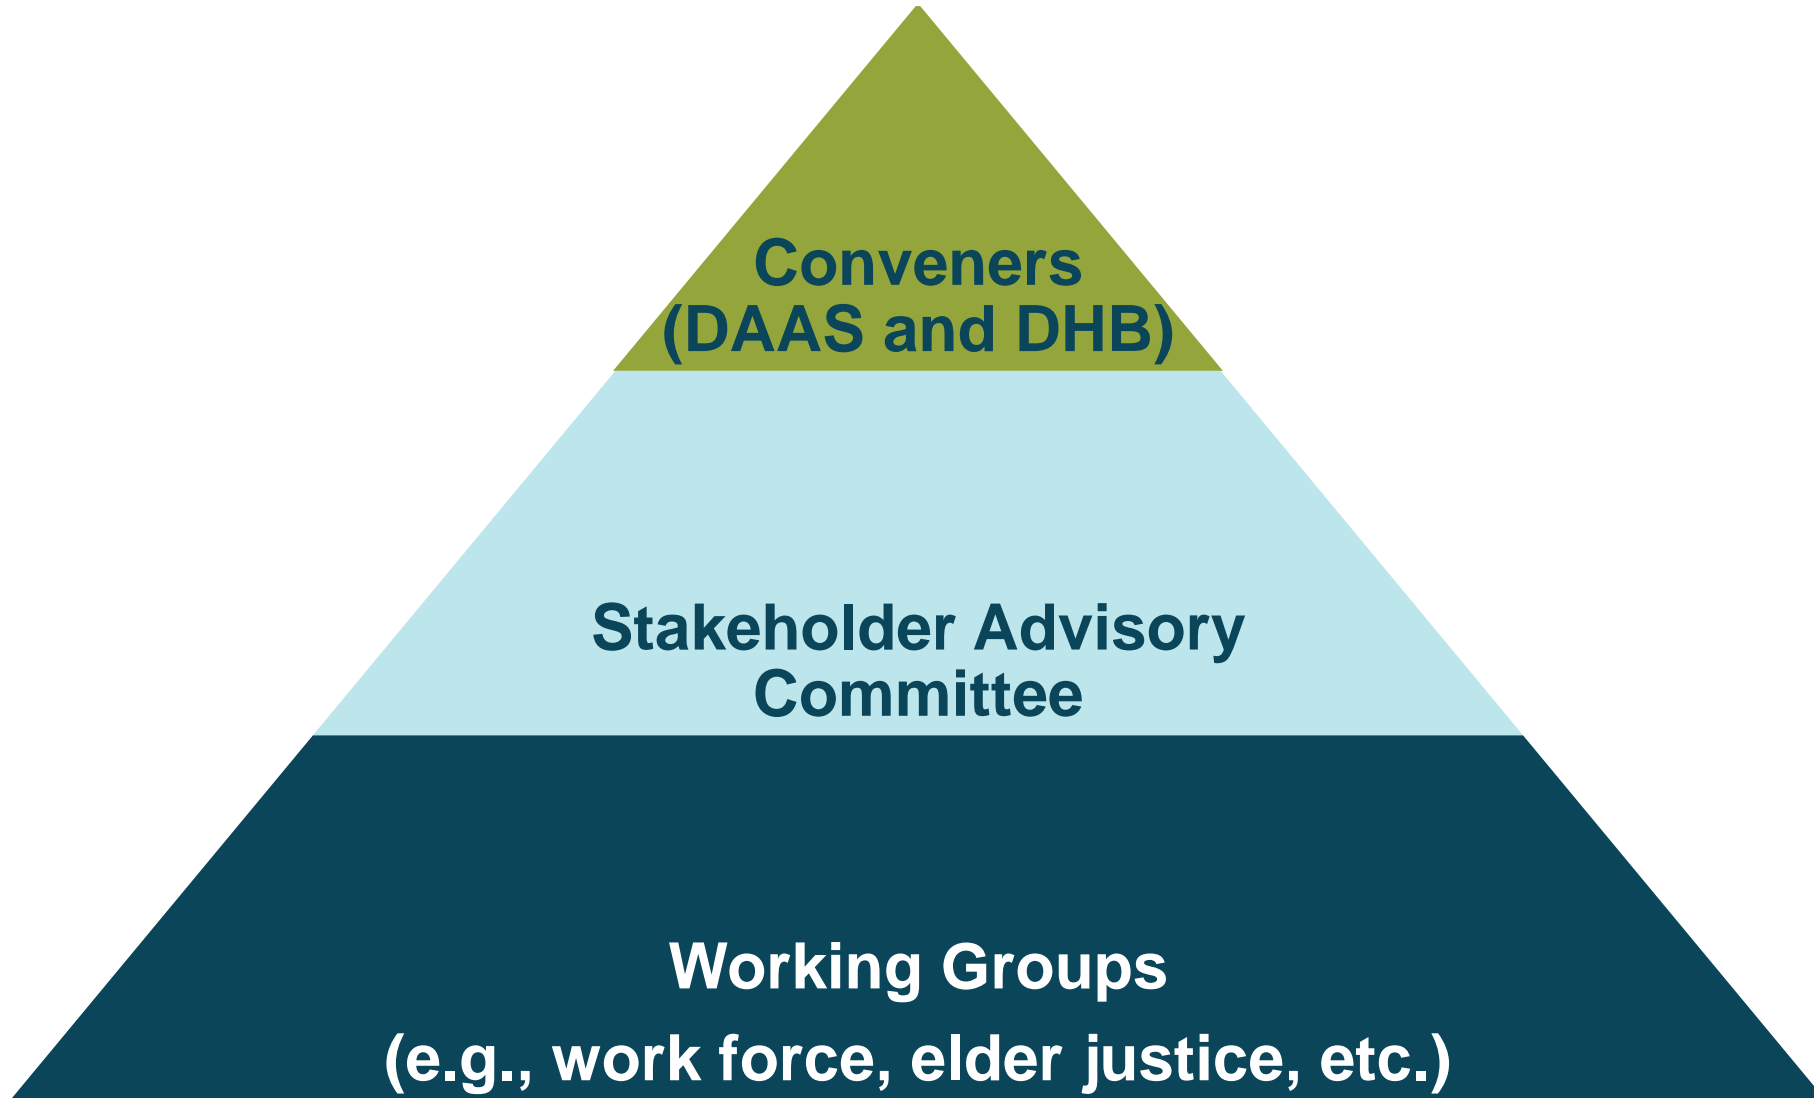 Conveners
(DAAS and DHB)
Stakeholder Advisory
Committee
Working Groups
(e.g., work force, elder justice, etc.)